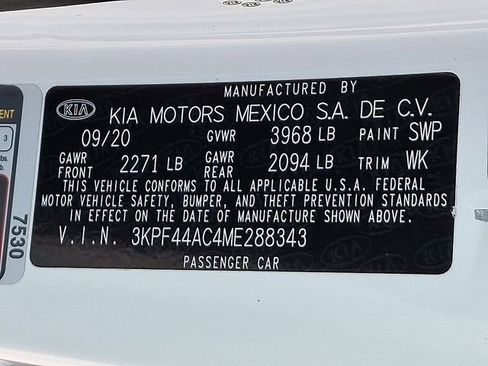 MANUFACTURED BY
KIA KIA MOTORS MEXICO S.A. DE C.V.
09/20 GVWR 3968 LB PAINT SWP
GAWR FRONT 2271 LB GAWR REAR 2094 LB TRIM WK
THIS VEHICLE CONFORMS TO ALL APPLICABLE U.S.A. FEDERAL
MOTOR VEHICLE SAFETY, BUMPER, AND THEFT PREVENTION STANDARDS
IN EFFECT ON THE DATE OF MANUFACTURE SHOWN ABOVE.
V.I.N. 3KPF44AC4ME288343
PASSENGER CAR
3
7530